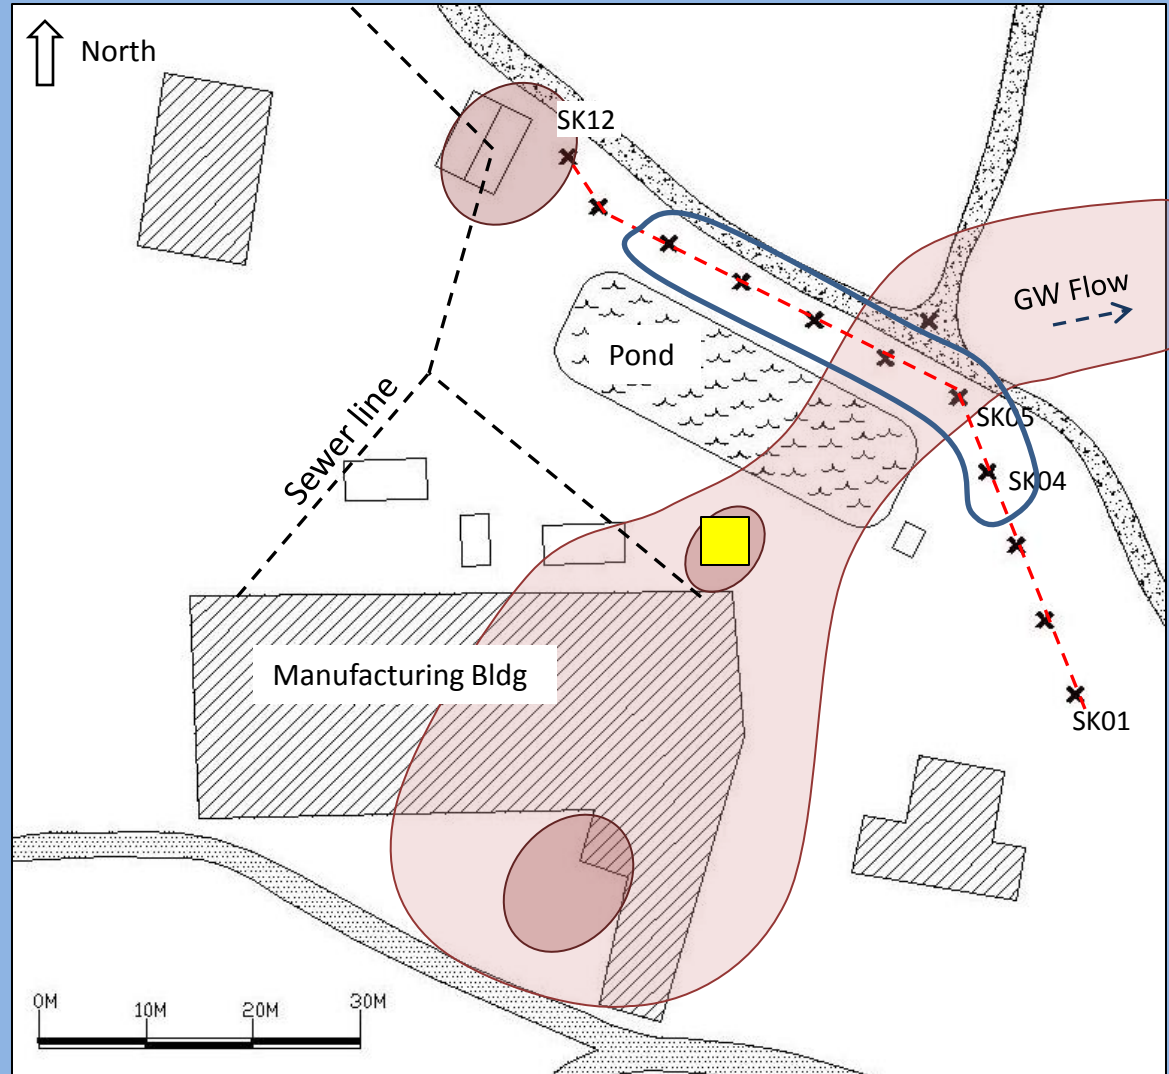 North
SK12
GW Flow
Pond
SK05
Sewer line
SK04
Manufacturing Bldg
SK01
0M
10M
20M
30M